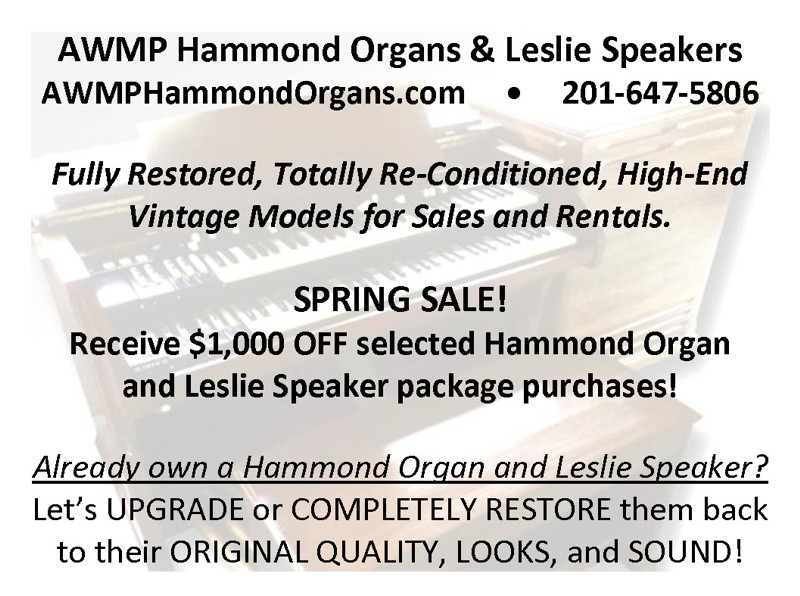 AWMP Hammond Organs & Leslie Speakers
AWMPHammondOrgans.com • 201-647-5806
Fully Restored, Totally Re-Conditioned, High-End
Vintage Models for Sales and Rentals.
SPRING SALE!
Receive $1,000 OFF selected Hammond Organ
and Leslie Speaker package purchases!
Already own a Hammond Organ and Leslie Speaker?
Let’s UPGRADE or COMPLETELY RESTORE them back
to their ORIGINAL QUALITY, LOOKS, and SOUND!